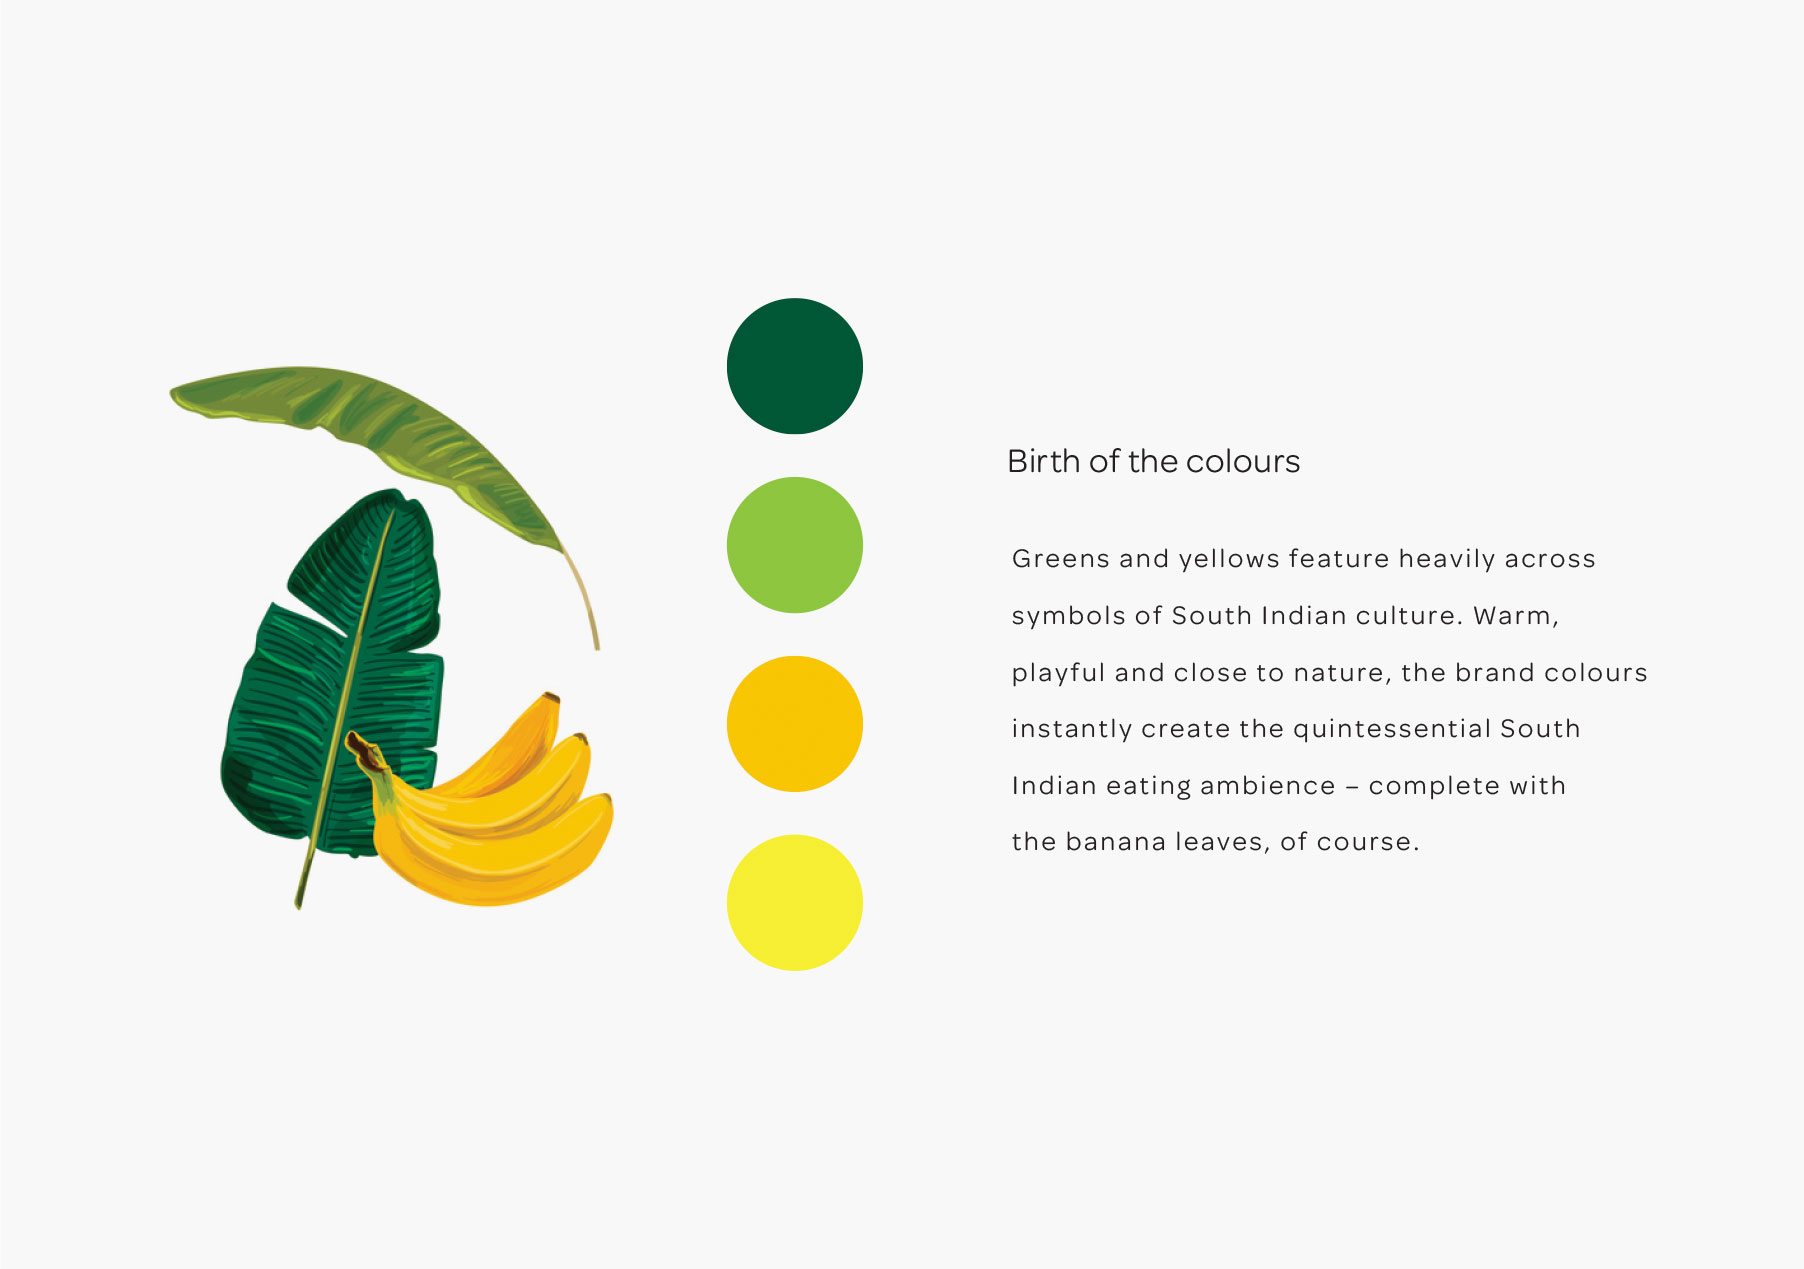 Birth of the colours
Greens and yellows feature heavily across
symbols of South Indian culture. Warm,
playful and close to nature, the brand colours
instantly create the quintessential South
Indian eating ambience – complete with
the banana leaves, of course.